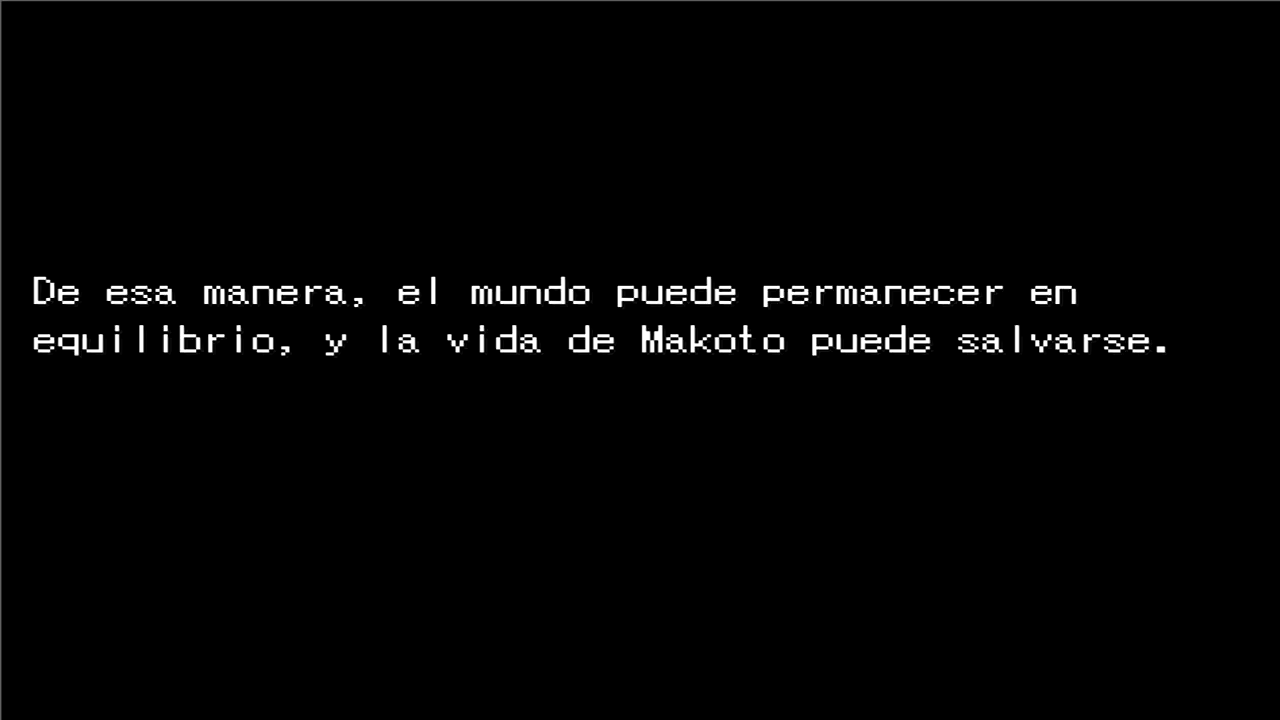 De esa manera, el mundo puede permanecer en
equilibrio, y la vida de Makoto puede salvarse.